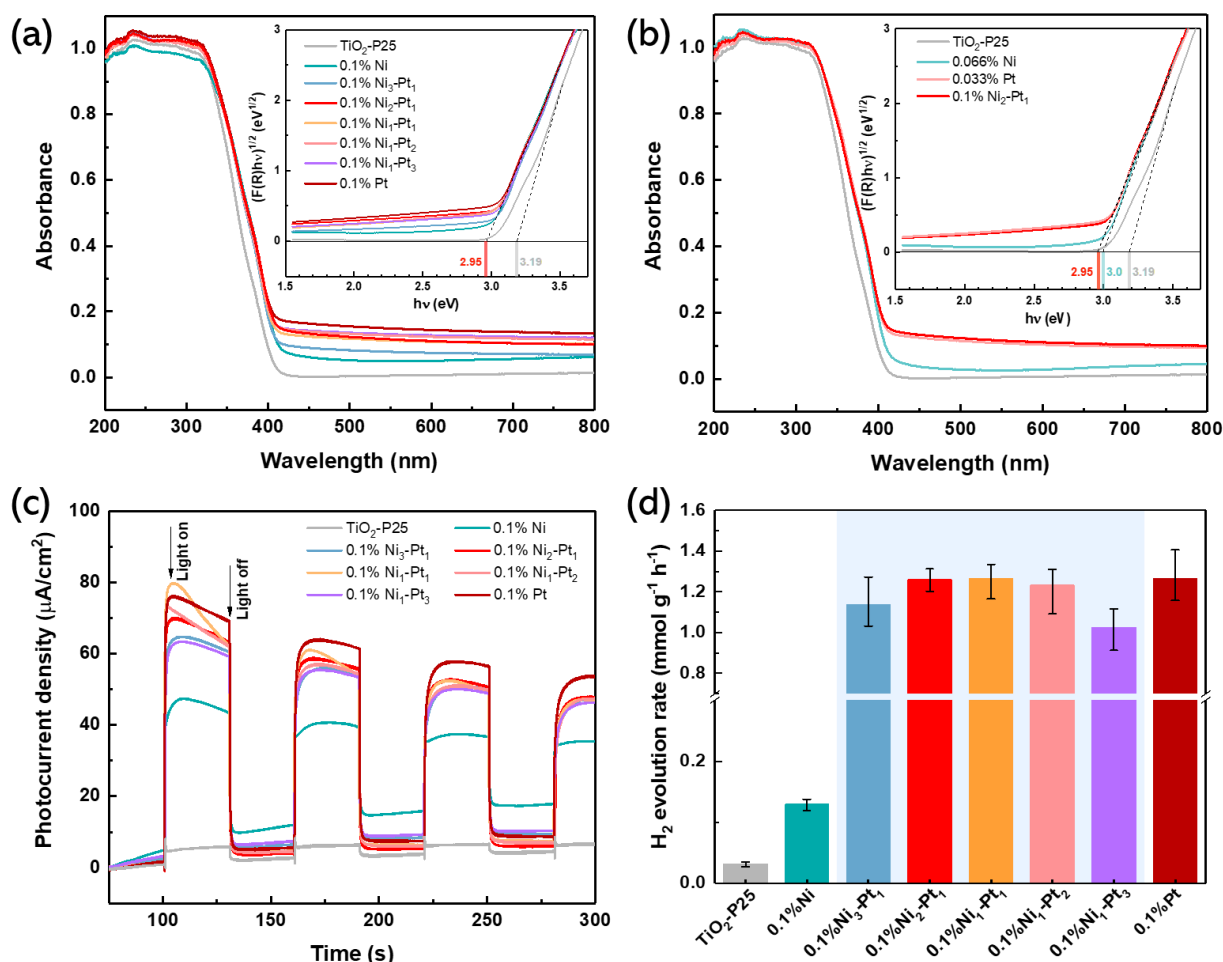 (a)
Absorbance
1.0
0.8
0.6
0.4
0.2
0.0
200 300 400 500 600 700 800
Wavelength (nm)
TiO₂-P25
0.1% Ni
0.1% Ni₃-Pt₁
0.1% Ni₂-Pt₁
0.1% Ni₁-Pt₁
0.1% Ni₁-Pt₂
0.1% Ni₁-Pt₃
0.1% Pt
(F(R)hν)^1/2 (eV^1/2)
3
2
1
0
2.95 3.19
1.5 2.0 2.5 3.0 3.5
hν (eV)
(b)
Absorbance
1.0
0.8
0.6
0.4
0.2
0.0
200 300 400 500 600 700 800
Wavelength (nm)
TiO₂-P25
0.066% Ni
0.033% Pt
0.1% Ni₂-Pt₁
(F(R)hν)^1/2 (eV^1/2)
3
2
1
0
2.95 3.0 3.19
1.5 2.0 2.5 3.0 3.5
hν (eV)
(c)
Photocurrent density (μA/cm²)
100
80
60
40
20
0
100 150 200 250 300
Time (s)
Light on
Light off
TiO₂-P25 0.1% Ni
0.1% Ni₃-Pt₁ 0.1% Ni₂-Pt₁
0.1% Ni₁-Pt₁ 0.1% Ni₁-Pt₂
0.1% Ni₁-Pt₃ 0.1% Pt
(d)
H₂ evolution rate (mmol g⁻¹ h⁻¹)
1.6
1.4
1.2
1.0
0.8
0.2
0.0
TiO₂-P25
0.1%Ni
0.1%Ni₃-Pt₁
0.1%Ni₂-Pt₁
0.1%Ni₁-Pt₁
0.1%Ni₁-Pt₂
0.1%Ni₁-Pt₃
0.1%Pt